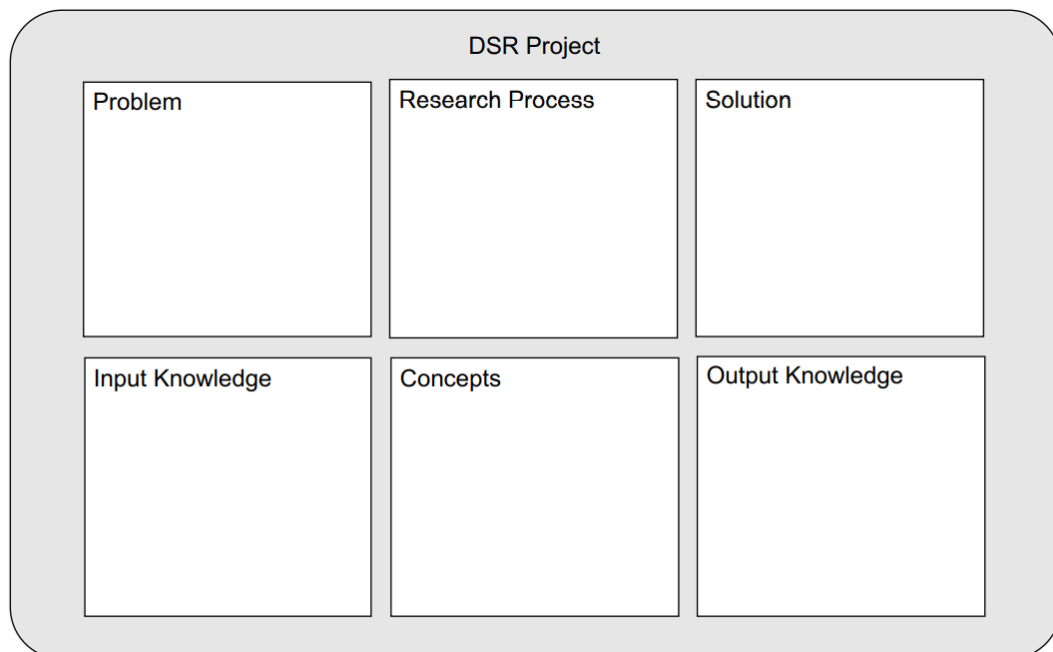 DSR Project
Problem
Research Process
Solution
Input Knowledge
Concepts
Output Knowledge